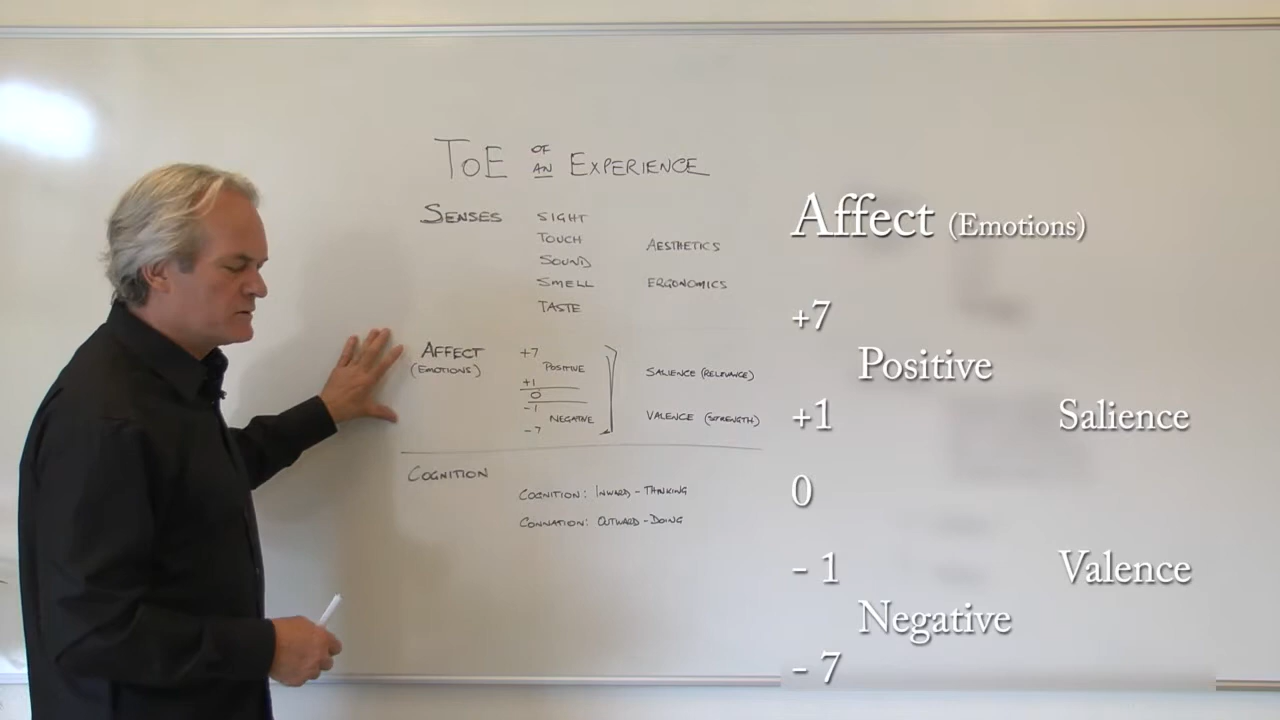 ToE OF AN EXPERIENCE
SENSES
SIGHT
TOUCH
SOUND
SMELL
TASTE
AESTHETICS
ERGONOMICS
AFFECT
(EMOTIONS)
+7
POSITIVE
+1
0
-1
NEGATIVE
-7
SALIENCE (RELEVANCE)
VALENCE (STRENGTH)
COGNITION
COGNITION: INWARD - THINKING
CONNATION: OUTWARD - DOING
Affect (Emotions)
+7
Positive
+1
Salience
0
- 1
Valence
Negative
- 7